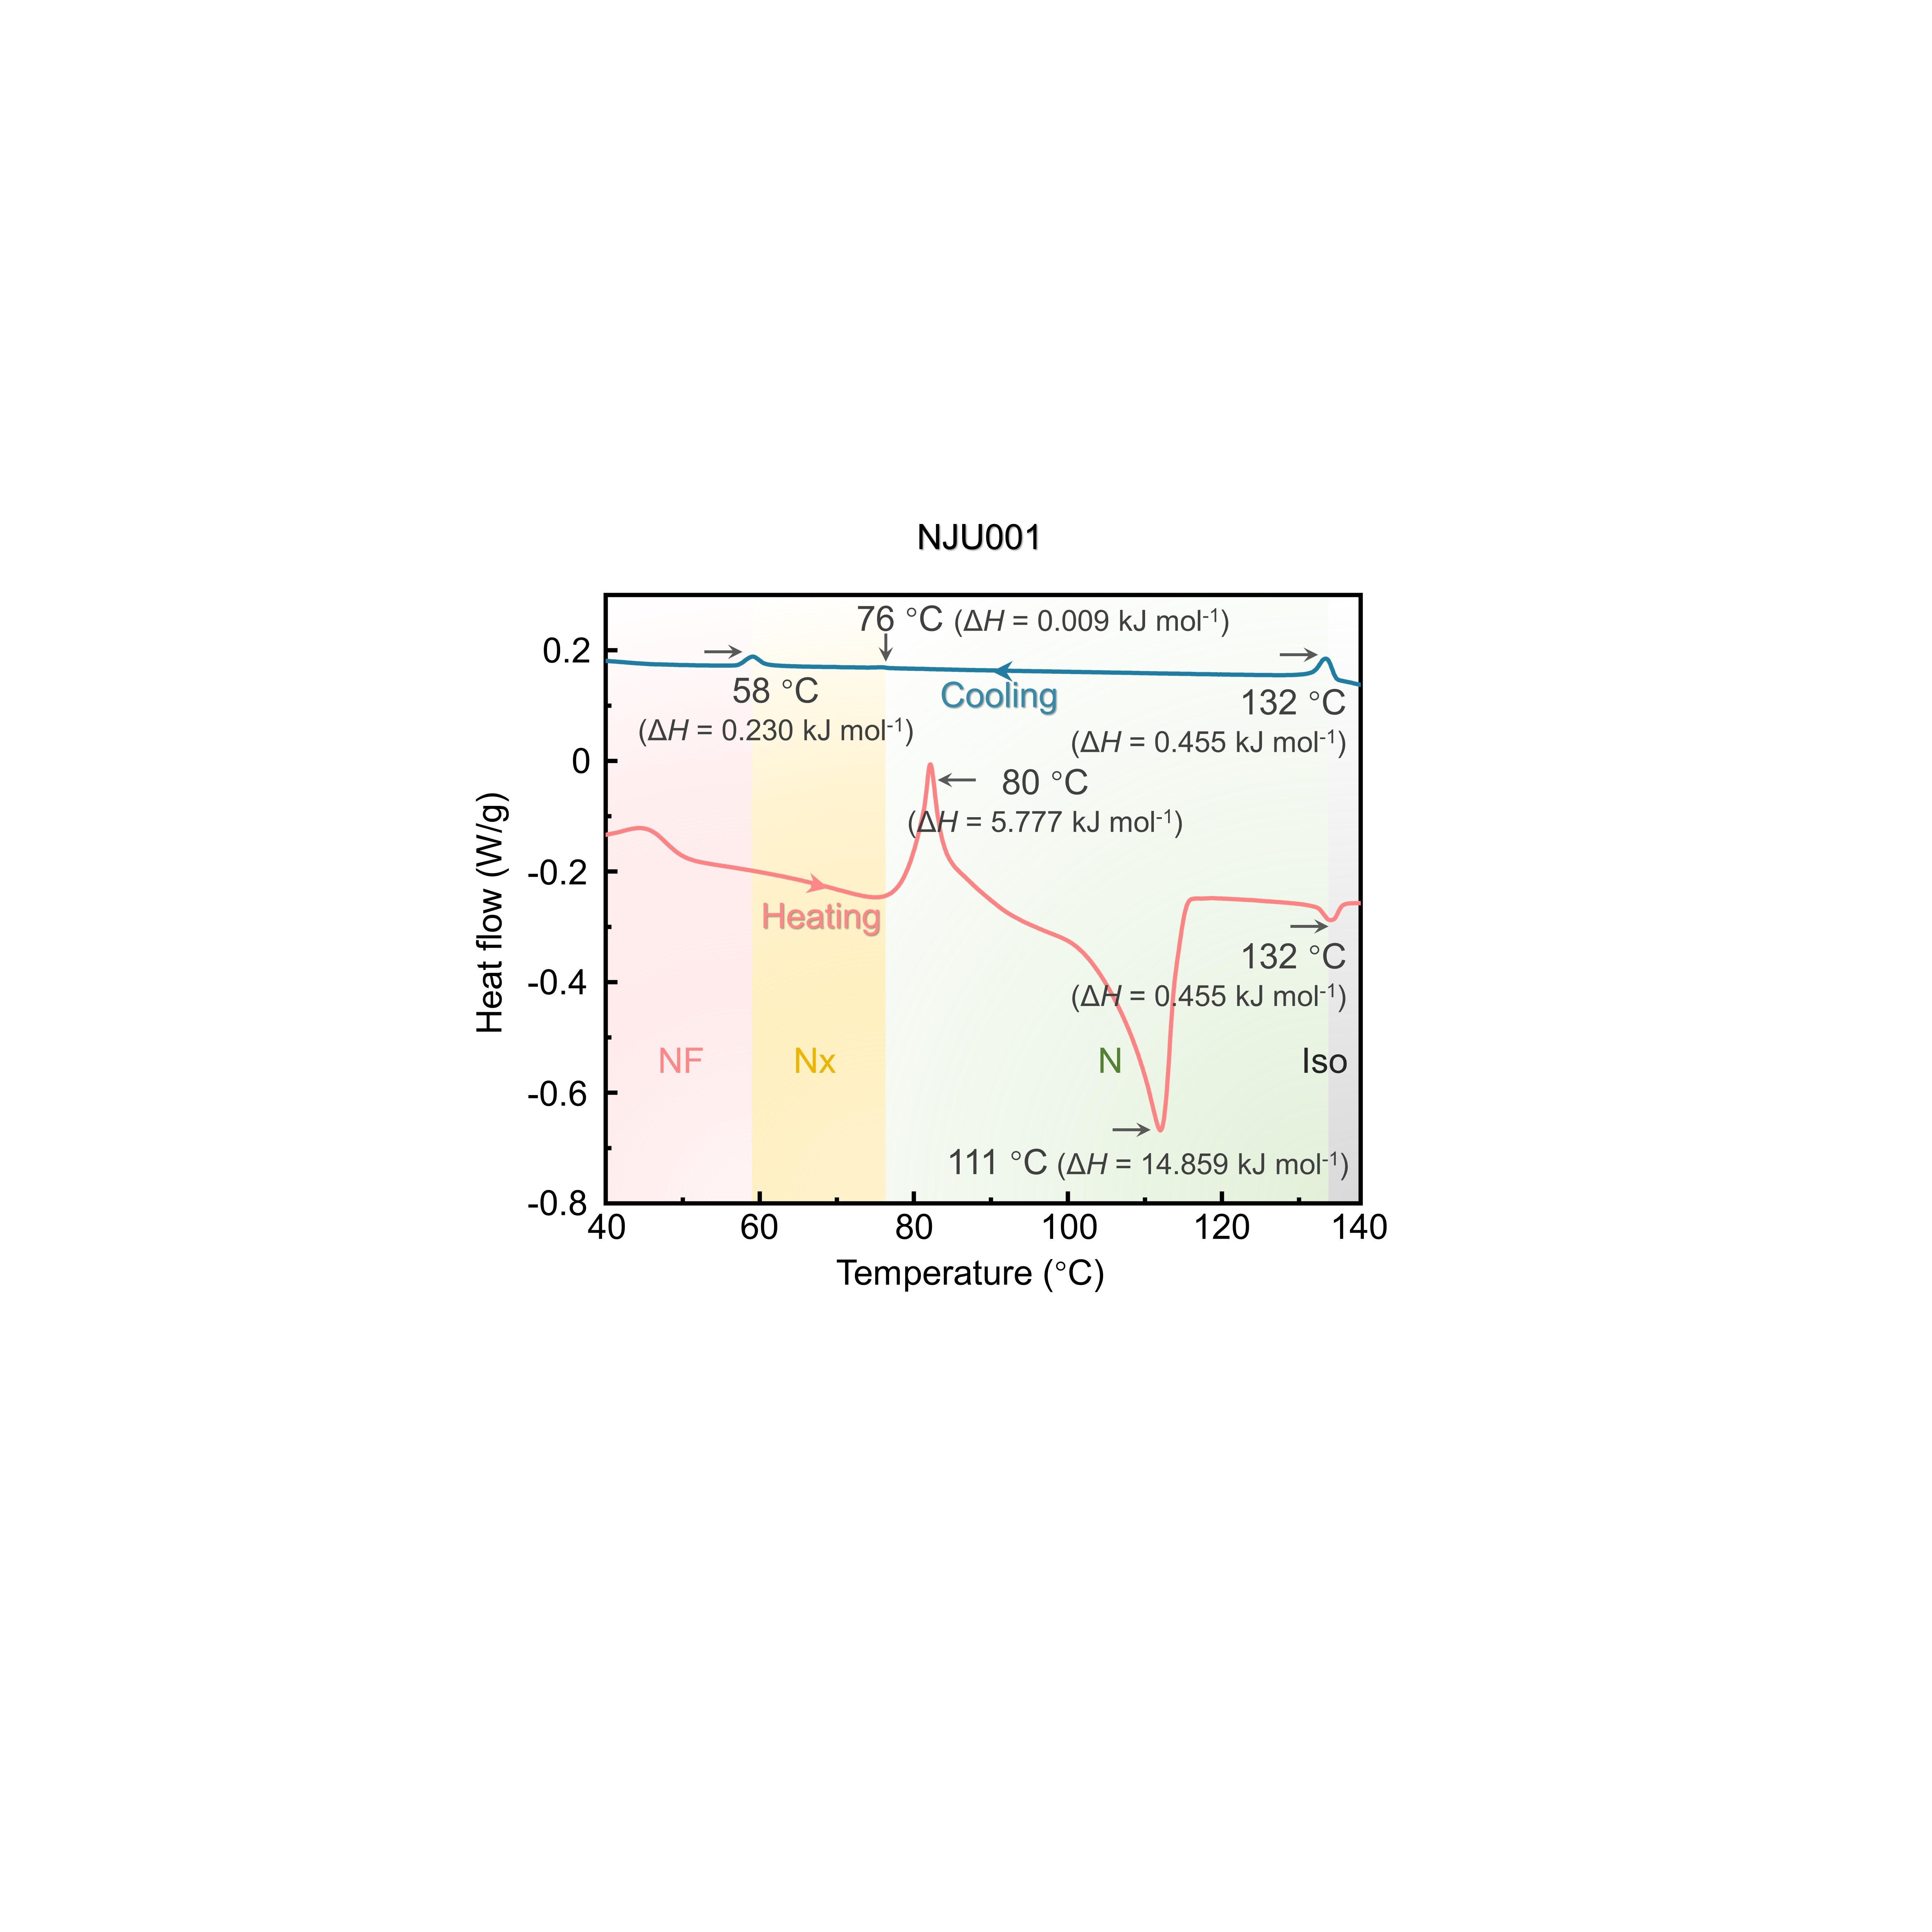 NJU001
76 °C (ΔH = 0.009 kJ mol-1)
58 °C
(ΔH = 0.230 kJ mol-1)
Cooling
132 °C
(ΔH = 0.455 kJ mol-1)
80 °C
(ΔH = 5.777 kJ mol-1)
Heating
132 °C
(ΔH = 0.455 kJ mol-1)
NF
Nx
N
Iso
111 °C (ΔH = 14.859 kJ mol-1)
Heat flow (W/g)
0.2
0
-0.2
-0.4
-0.6
-0.8
40 60 80 100 120 140
Temperature (°C)